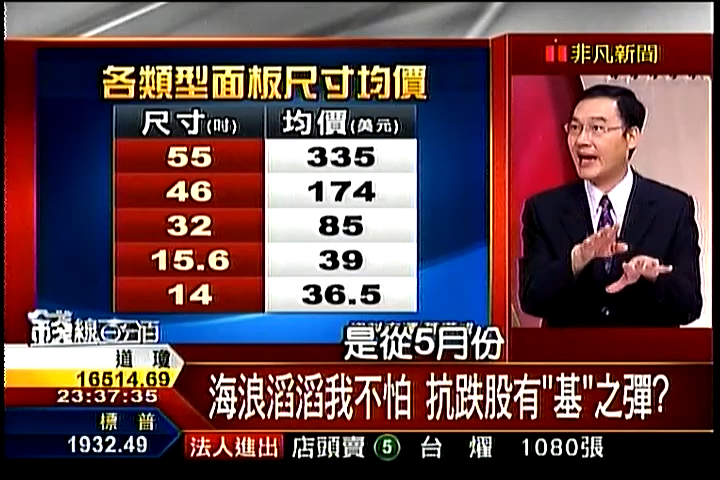 非凡新聞
各類型面板尺寸均價
尺寸(吋) 均價(美元)
55 335
46 174
32 85
15.6 39
14 36.5
是從5月份
道瓊
16514.69
23:37:35
海浪滔滔我不怕 抗跌股有"基"之彈?
標普
1932.49
法人進出 店頭賣 5 台燿 1080張